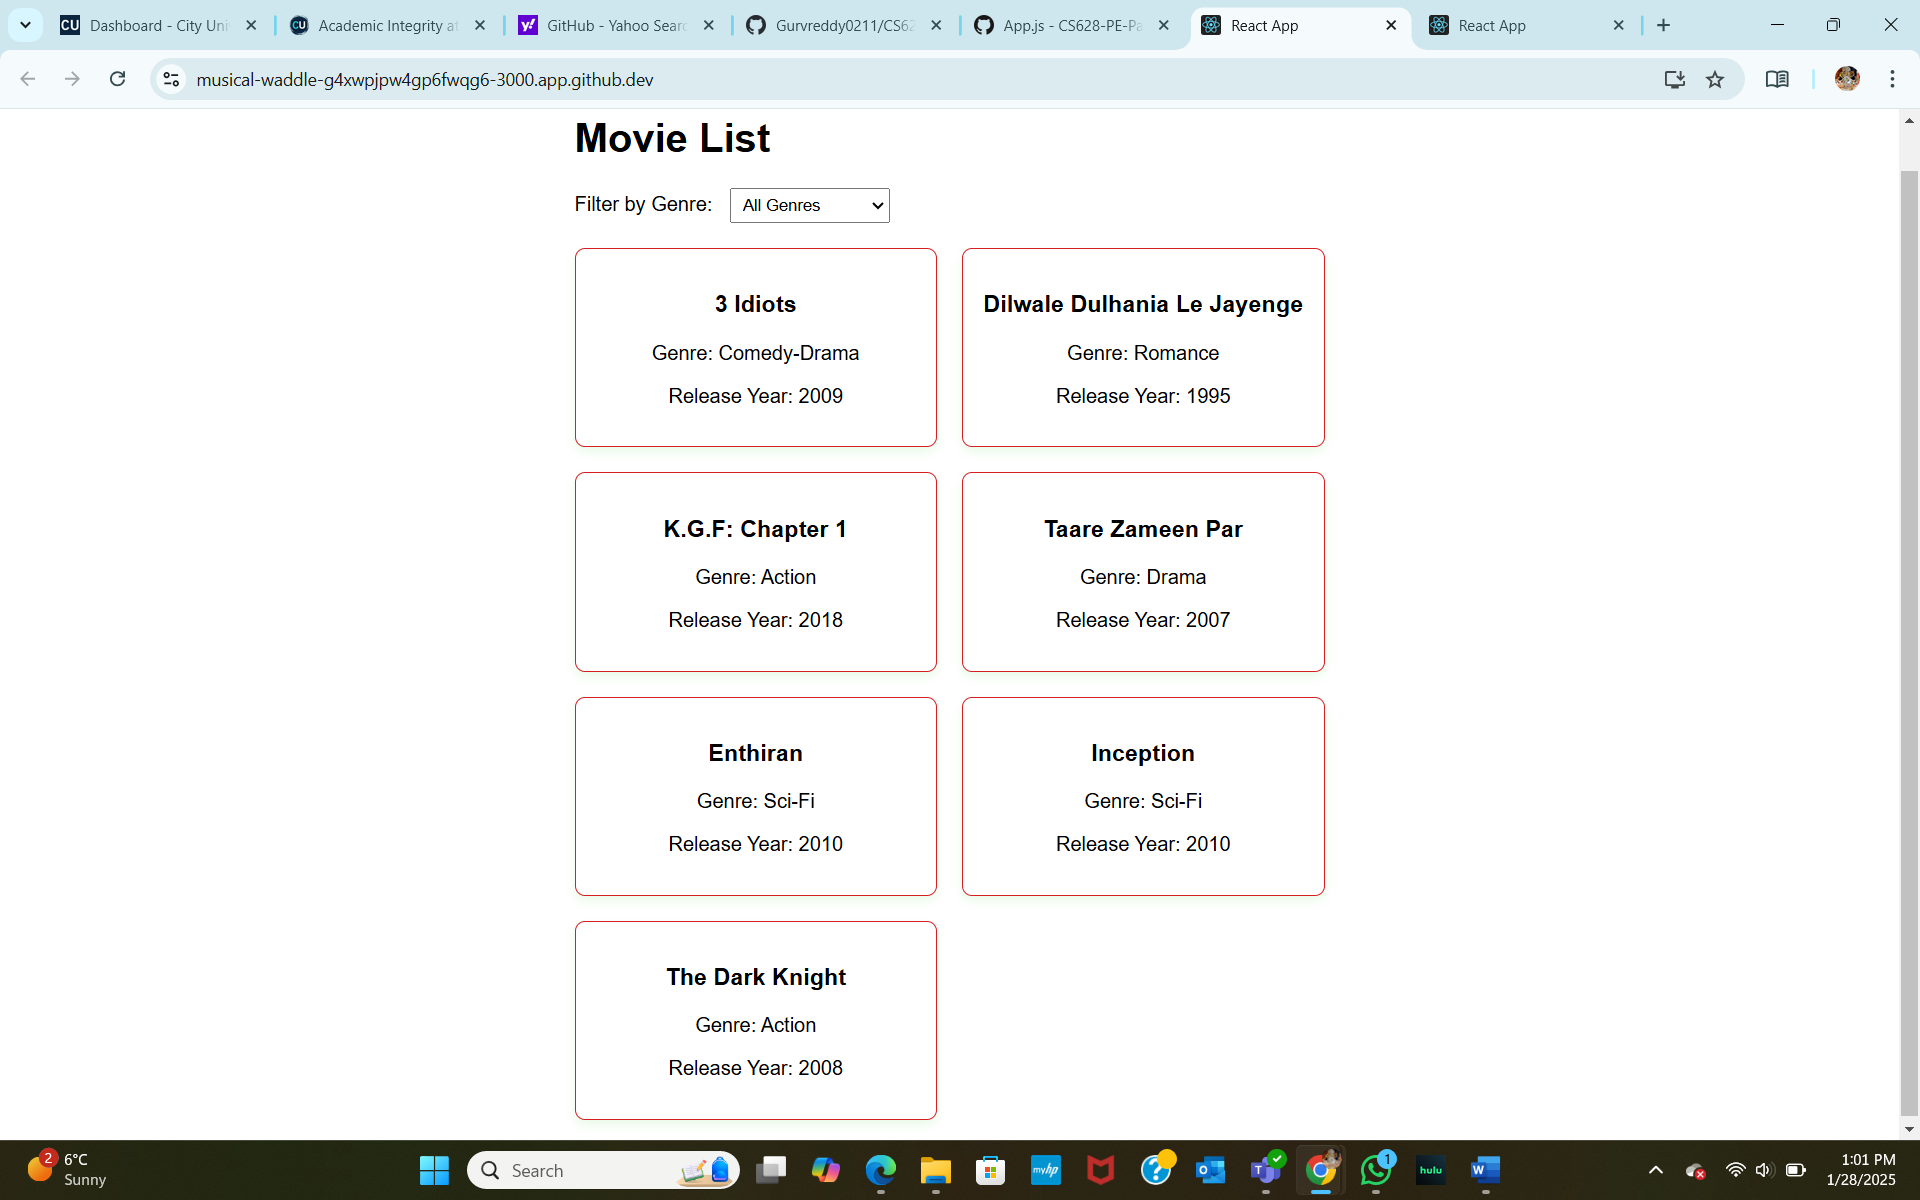 CU Dashboard - City Uni
CU Academic Integrity at
y! GitHub - Yahoo Searc
Gurvreddy0211/CS62
App.js - CS628-PE-Pa
React App
React App
musical-waddle-g4xwpjpw4gp6fwqg6-3000.app.github.dev
Movie List
Filter by Genre: All Genres
3 Idiots
Genre: Comedy-Drama
Release Year: 2009
Dilwale Dulhania Le Jayenge
Genre: Romance
Release Year: 1995
K.G.F: Chapter 1
Genre: Action
Release Year: 2018
Taare Zameen Par
Genre: Drama
Release Year: 2007
Enthiran
Genre: Sci-Fi
Release Year: 2010
Inception
Genre: Sci-Fi
Release Year: 2010
The Dark Knight
Genre: Action
Release Year: 2008
2
6°C
Sunny
Search
myhp
1
hulu
W
1:01 PM
1/28/2025